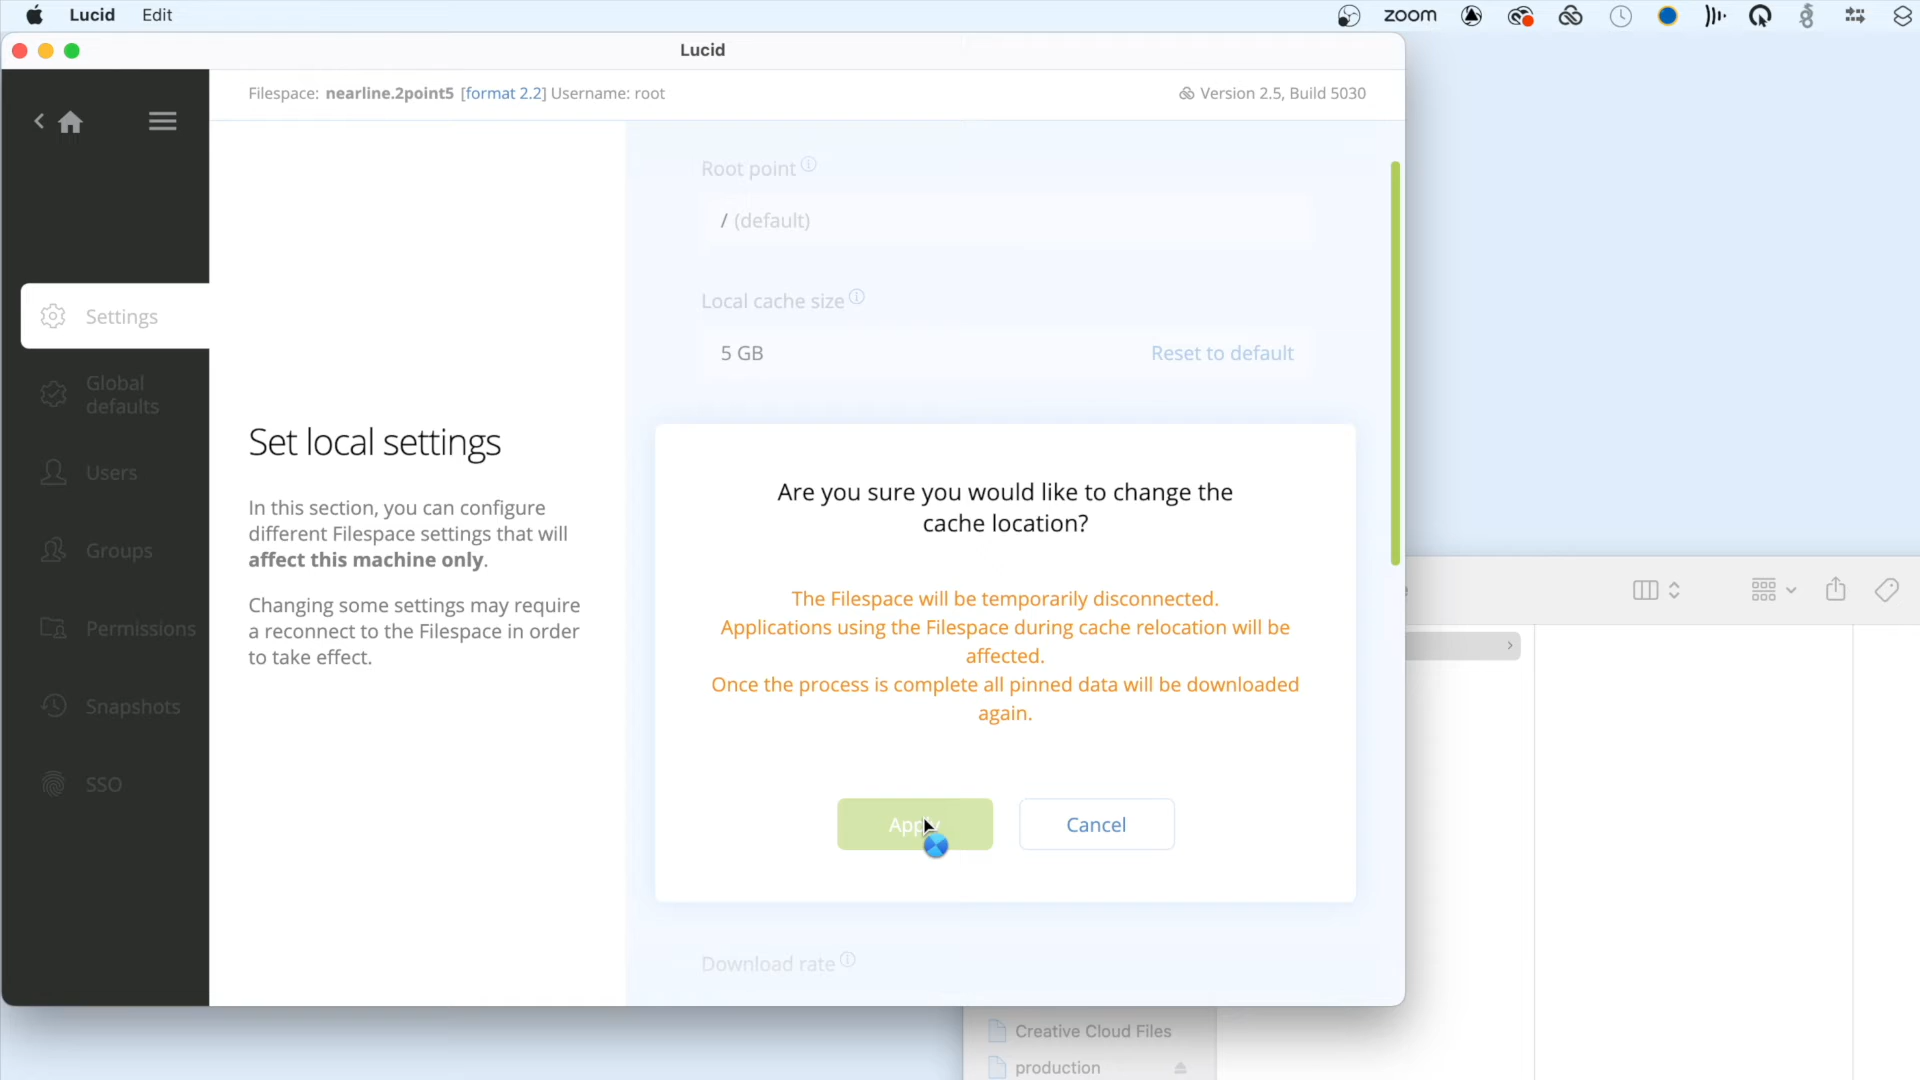 Lucid Edit
zoom
Lucid
Filespace: nearline.2point5 [format 2.2] Username: root
Version 2.5, Build 5030
Root point
/ (default)
Local cache size
5 GB
Reset to default
Settings
Global
defaults
Users
Groups
Permissions
Snapshots
SSO
Set local settings
In this section, you can configure
different Filespace settings that will
affect this machine only.
Changing some settings may require
a reconnect to the Filespace in order
to take effect.
Are you sure you would like to change the
cache location?
The Filespace will be temporarily disconnected.
Applications using the Filespace during cache relocation will be
affected.
Once the process is complete all pinned data will be downloaded
again.
Apply
Cancel
Download rate
Creative Cloud Files
production